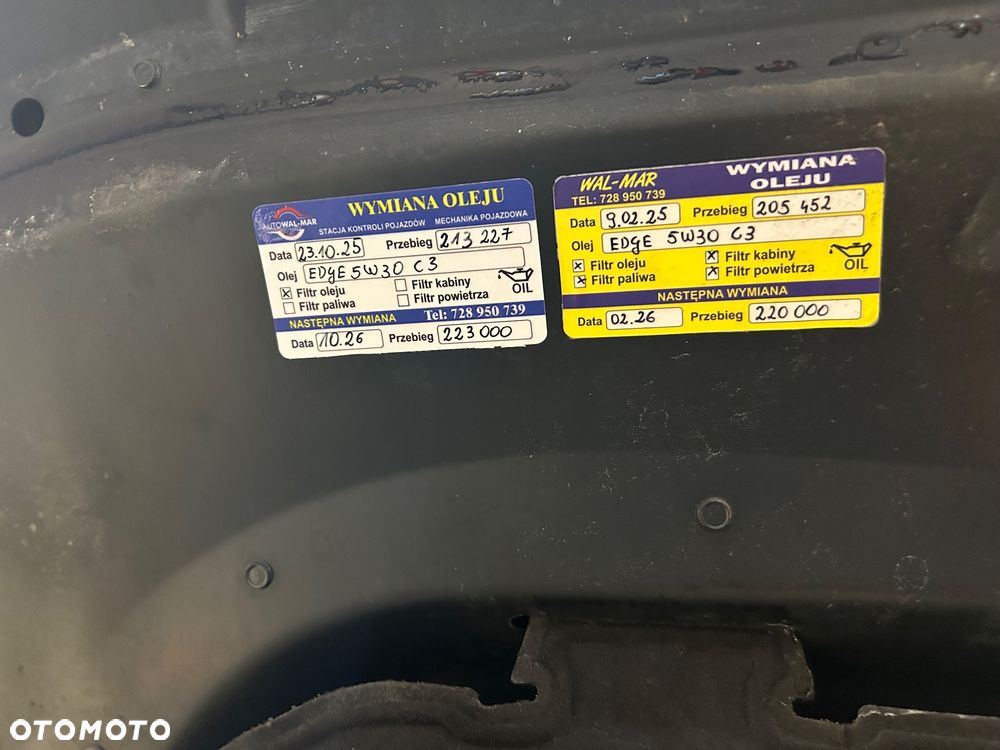 AUTOWAL-MAR
WYMIANA OLEJU
STACJA KONTROLI POJAZDÓW MECHANIKA POJAZDOWA
Data 23.10.25 Przebieg 213 227
Olej EDGE 5W30 C3
Filtr oleju Filtr kabiny
Filtr paliwa Filtr powietrza
OIL
NASTĘPNA WYMIANA Tel: 728 950 739
Data 10.26 Przebieg 223 000
WAL-MAR
TEL: 728 950 739
WYMIANA
OLEJU
Data 9.02.25 Przebieg 205 452
Olej EDGE 5W30 C3
Filtr oleju Filtr kabiny
Filtr paliwa Filtr powietrza
OIL
NASTĘPNA WYMIANA
Data 02.26 Przebieg 220 000
OTOMOTO